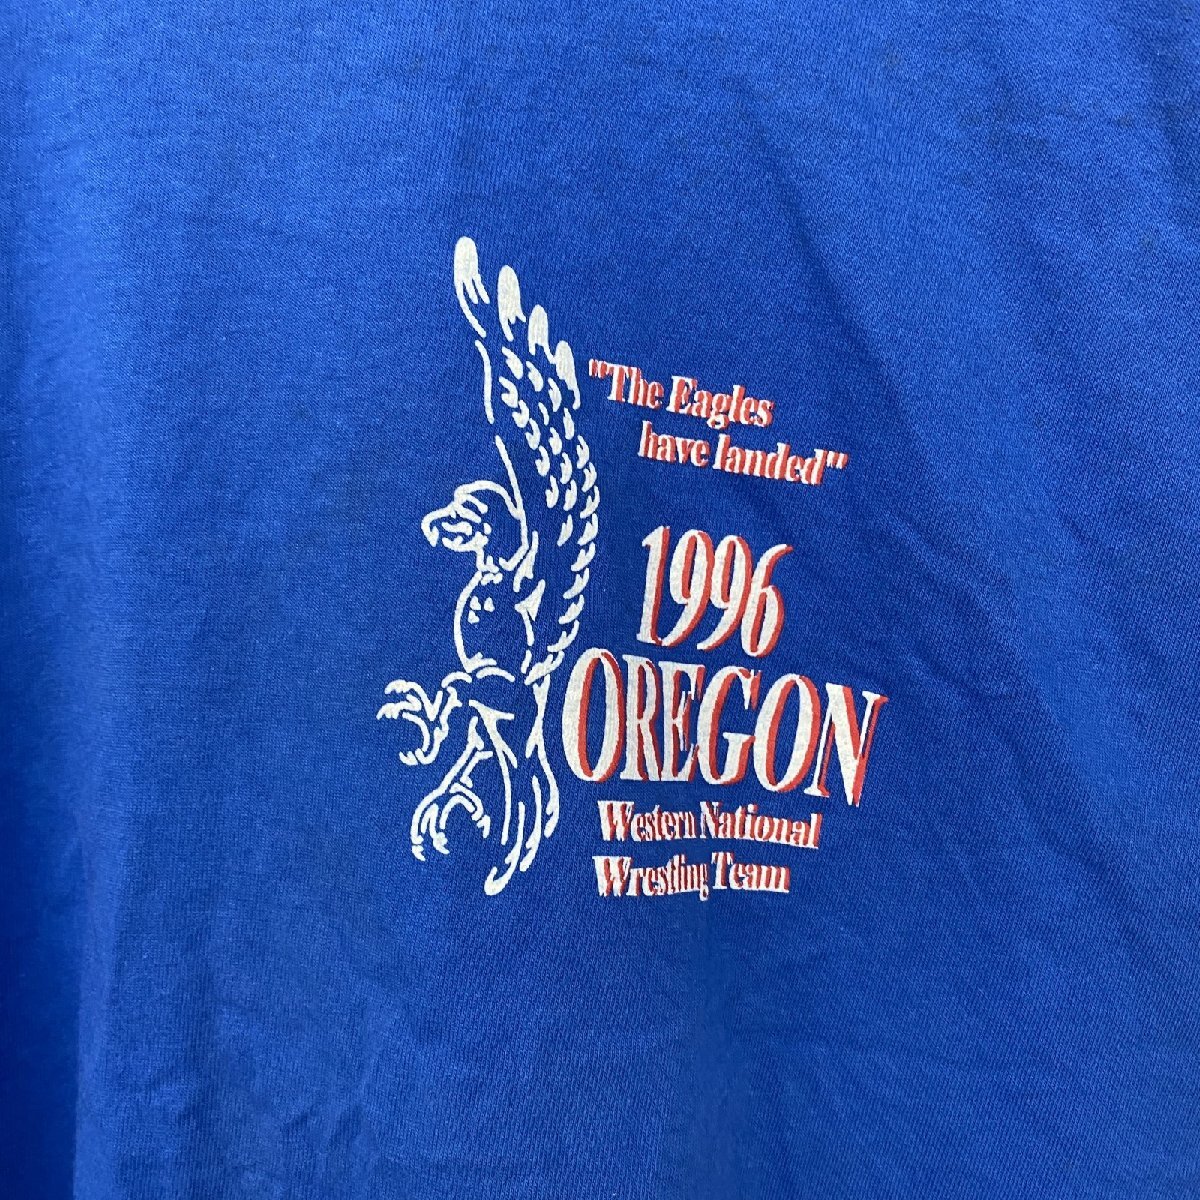 "The Eagles
have landed"
1996
OREGON
Western National
Wrestling Team